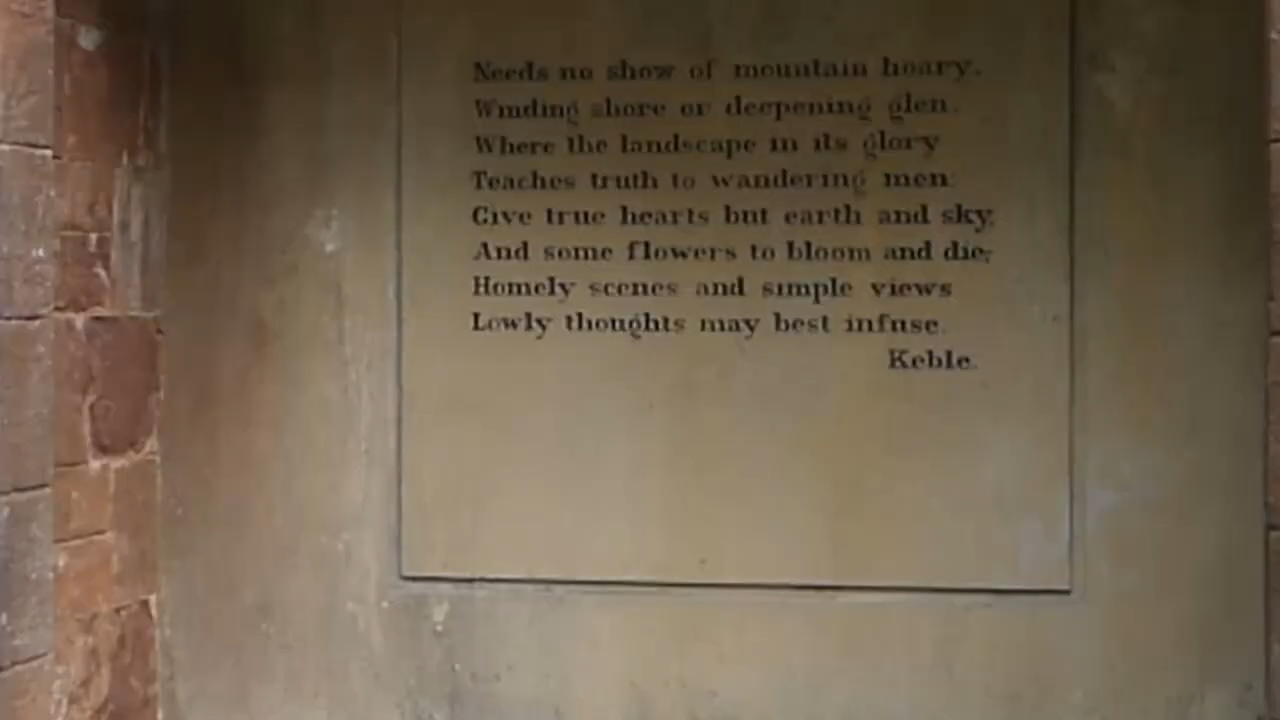 Needs no show of mountain hoary,
Winding shore or deepening glen,
Where the landscape in its glory
Teaches truth to wandering men:
Give true hearts but earth and sky,
And some flowers to bloom and die,
Homely scenes and simple views
Lowly thoughts may best infuse.
Keble.